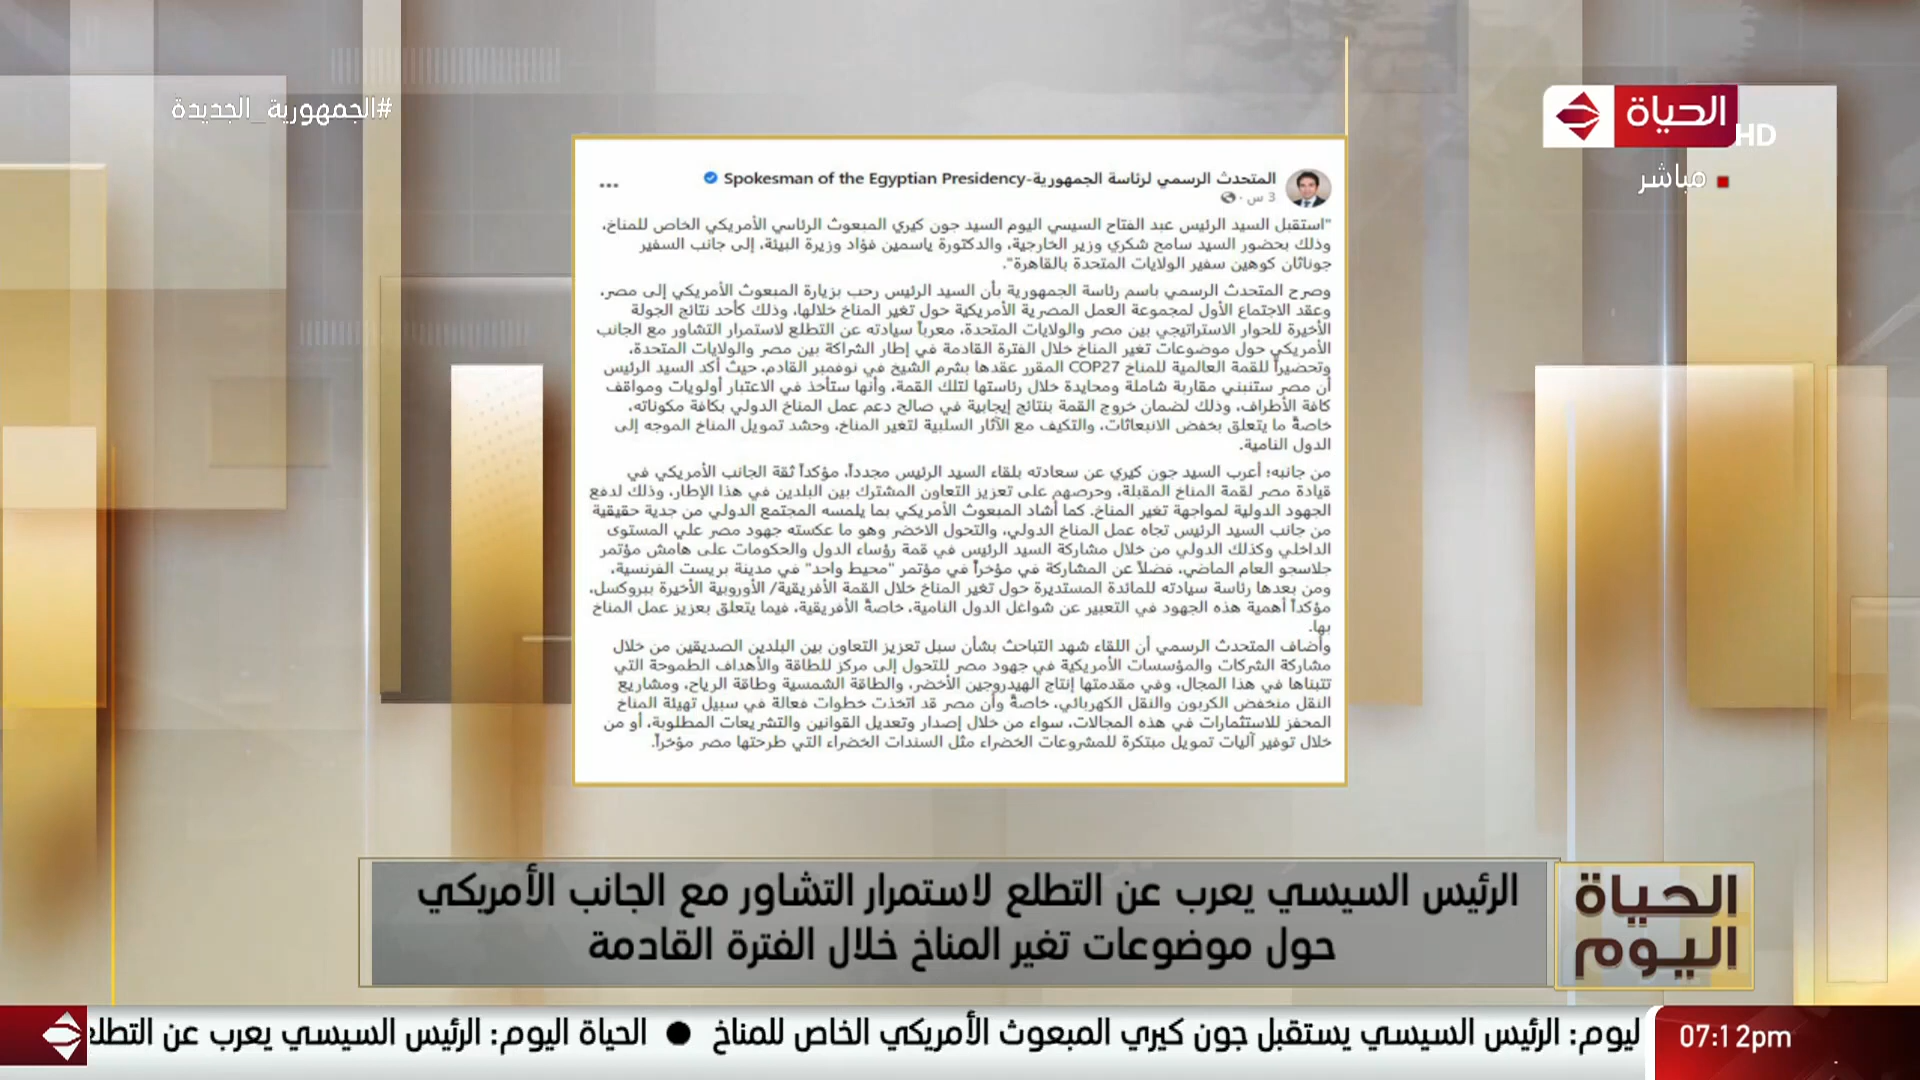 #الجمهورية_الجديدة
الحياة
HD
مباشر
المتحدث الرسمي لرئاسة الجمهورية-Spokesman of the Egyptian Presidency
3 س ·
"استقبل السيد الرئيس عبد الفتاح السيسي اليوم السيد جون كيري المبعوث الرئاسي الأمريكي الخاص للمناخ،
وذلك بحضور السيد سامح شكري وزير الخارجية، والدكتورة ياسمين فؤاد وزيرة البيئة، إلى جانب السفير
جوناثان كوهين سفير الولايات المتحدة بالقاهرة".
وصرح المتحدث الرسمي باسم رئاسة الجمهورية بأن السيد الرئيس رحب بزيارة المبعوث الأمريكي إلى مصر،
وعقد الاجتماع الأول لمجموعة العمل المصرية الأمريكية حول تغير المناخ خلالها، وذلك كأحد نتائج الجولة
الأخيرة للحوار الاستراتيجي بين مصر والولايات المتحدة، معرباً سيادته عن التطلع لاستمرار التشاور مع الجانب
الأمريكي حول موضوعات تغير المناخ خلال الفترة القادمة في إطار الشراكة بين مصر والولايات المتحدة،
وتحضيراً للقمة العالمية للمناخ COP27 المقرر عقدها بشرم الشيخ في نوفمبر القادم، حيث أكد السيد الرئيس
أن مصر ستتبني مقاربة شاملة ومحايدة خلال رئاستها لتلك القمة، وأنها ستأخذ في الاعتبار أولويات ومواقف
كافة الأطراف، وذلك لضمان خروج القمة بنتائج إيجابية في صالح دعم عمل المناخ الدولي بكافة مكوناته،
خاصةً ما يتعلق بخفض الانبعاثات، والتكيف مع الآثار السلبية لتغير المناخ، وحشد تمويل المناخ الموجه إلى
الدول النامية.
من جانبه؛ أعرب السيد جون كيري عن سعادته بلقاء السيد الرئيس مجدداً، مؤكداً ثقة الجانب الأمريكي في
قيادة مصر لقمة المناخ المقبلة، وحرصهم على تعزيز التعاون المشترك بين البلدين في هذا الإطار، وذلك لدفع
الجهود الدولية لمواجهة تغير المناخ. كما أشاد المبعوث الأمريكي بما يلمسه المجتمع الدولي من جدية حقيقية
من جانب السيد الرئيس تجاه عمل المناخ الدولي، والتحول الاخضر وهو ما عكسته جهود مصر علي المستوى
الداخلي وكذلك الدولي من خلال مشاركة السيد الرئيس في قمة رؤساء الدول والحكومات على هامش مؤتمر
جلاسجو العام الماضي، فضلاً عن المشاركة في مؤخراً في مؤتمر "محيط واحد" في مدينة بريست الفرنسية،
ومن بعدها رئاسة سيادته للمائدة المستديرة حول تغير المناخ خلال القمة الأفريقية/ الأوروبية الأخيرة ببروكسل،
مؤكداً أهمية هذه الجهود في التعبير عن شواغل الدول النامية، خاصةً الأفريقية، فيما يتعلق بعزيز عمل المناخ
بها.
وأضاف المتحدث الرسمي أن اللقاء شهد التباحث بشأن سبل تعزيز التعاون بين البلدين الصديقين من خلال
مشاركة الشركات والمؤسسات الأمريكية في جهود مصر للتحول إلى مركز للطاقة والأهداف الطموحة التي
تتبناها في هذا المجال، وفي مقدمتها إنتاج الهيدروجين الأخضر، والطاقة الشمسية وطاقة الرياح، ومشاريع
النقل منخفض الكربون والنقل الكهربائي، خاصةً وأن مصر قد اتخذت خطوات فعالة في سبيل تهيئة المناخ
المحفز للاستثمارات في هذه المجالات، سواء من خلال إصدار وتعديل القوانين والتشريعات المطلوبة، أو من
خلال توفير آليات تمويل مبتكرة للمشروعات الخضراء مثل السندات الخضراء التي طرحتها مصر مؤخراً.
الحياة اليوم
الرئيس السيسي يعرب عن التطلع لاستمرار التشاور مع الجانب الأمريكي
حول موضوعات تغير المناخ خلال الفترة القادمة
ليوم: الرئيس السيسي يستقبل جون كيري المبعوث الأمريكي الخاص للمناخ ● الحياة اليوم: الرئيس السيسي يعرب عن التطلع
07:12pm